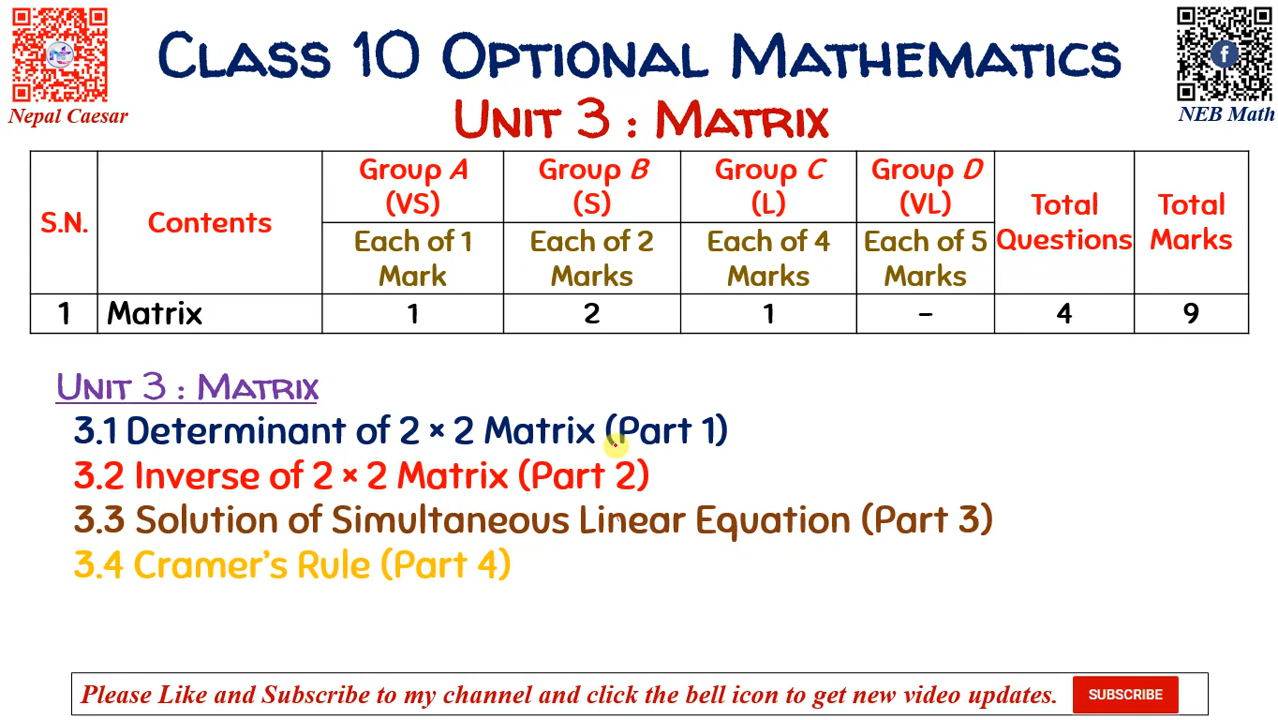 Class 10 Optional Mathematics
Unit 3 : Matrix
Nepal Caesar
NEB Math
S.N. Contents Group A (VS) Group B (S) Group C (L) Group D (VL) Total Questions Total Marks
Each of 1 Mark Each of 2 Marks Each of 4 Marks Each of 5 Marks
1 Matrix 1 2 1 - 4 9
Unit 3 : Matrix
3.1 Determinant of 2 × 2 Matrix (Part 1)
3.2 Inverse of 2 × 2 Matrix (Part 2)
3.3 Solution of Simultaneous Linear Equation (Part 3)
3.4 Cramer's Rule (Part 4)
Please Like and Subscribe to my channel and click the bell icon to get new video updates. SUBSCRIBE